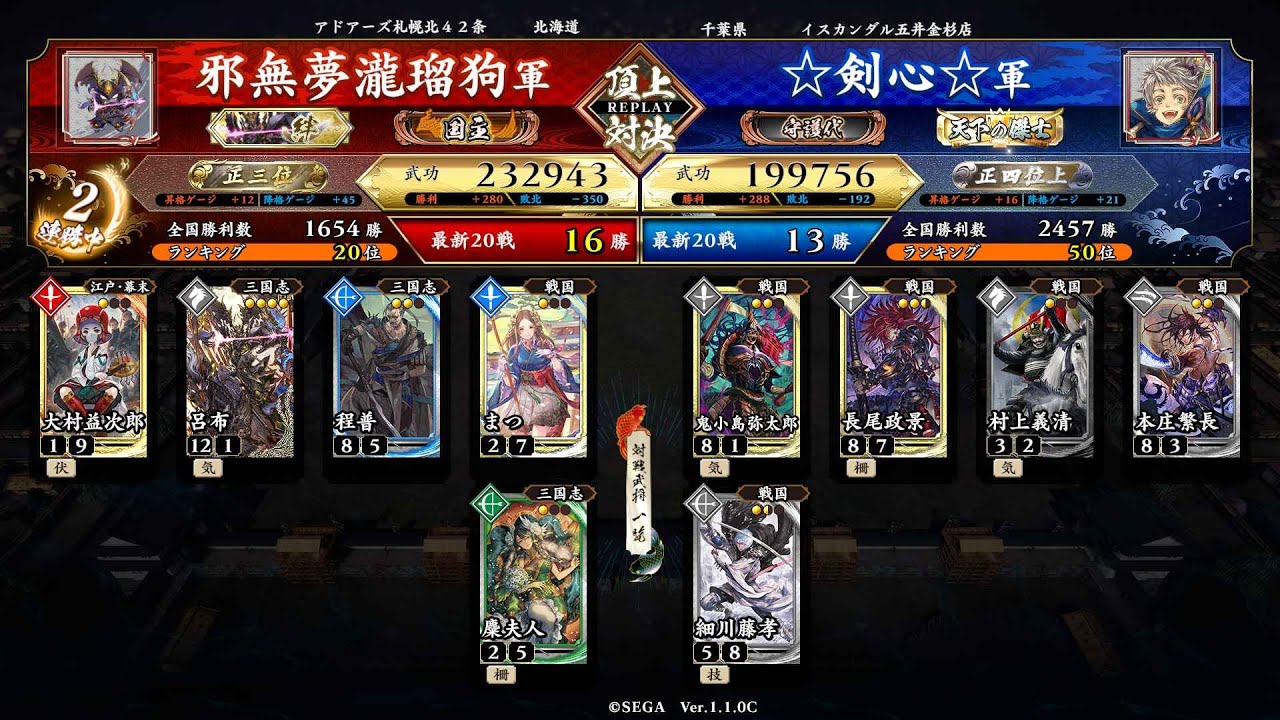 アドアーズ札幌北42条 北海道 千葉県 イスカンダル五井金杉店
邪無夢瀧瑠狗軍 頂上 REPLAY 対決 ☆剣心☆軍
絆 国主 守護代 天下の傑士
正三位 武功 232943 武功 199756 正四位上
昇格ゲージ +12 降格ゲージ +45 勝利 +280 敗北 -350 勝利 +288 敗北 -192 昇格ゲージ +16 降格ゲージ +21
2 連勝中
全国勝利数 1654勝 最新20戦 16勝 最新20戦 13勝 全国勝利数 2457勝
ランキング 20位 ランキング 50位
江戸・幕末 三国志 三国志 戦国 戦国 戦国 戦国 戦国
大村益次郎 呂布 程普 まつ 鬼小島弥太郎 長尾政景 村上義清 本庄繁長
1 9 12 1 8 5 2 7 8 1 8 7 3 2 8 3
伏 気 気 柵 気
対戦武将一覧
三国志 戦国
麋夫人 細川藤孝
2 5 5 8
柵 技
©SEGA Ver.1.1.0C